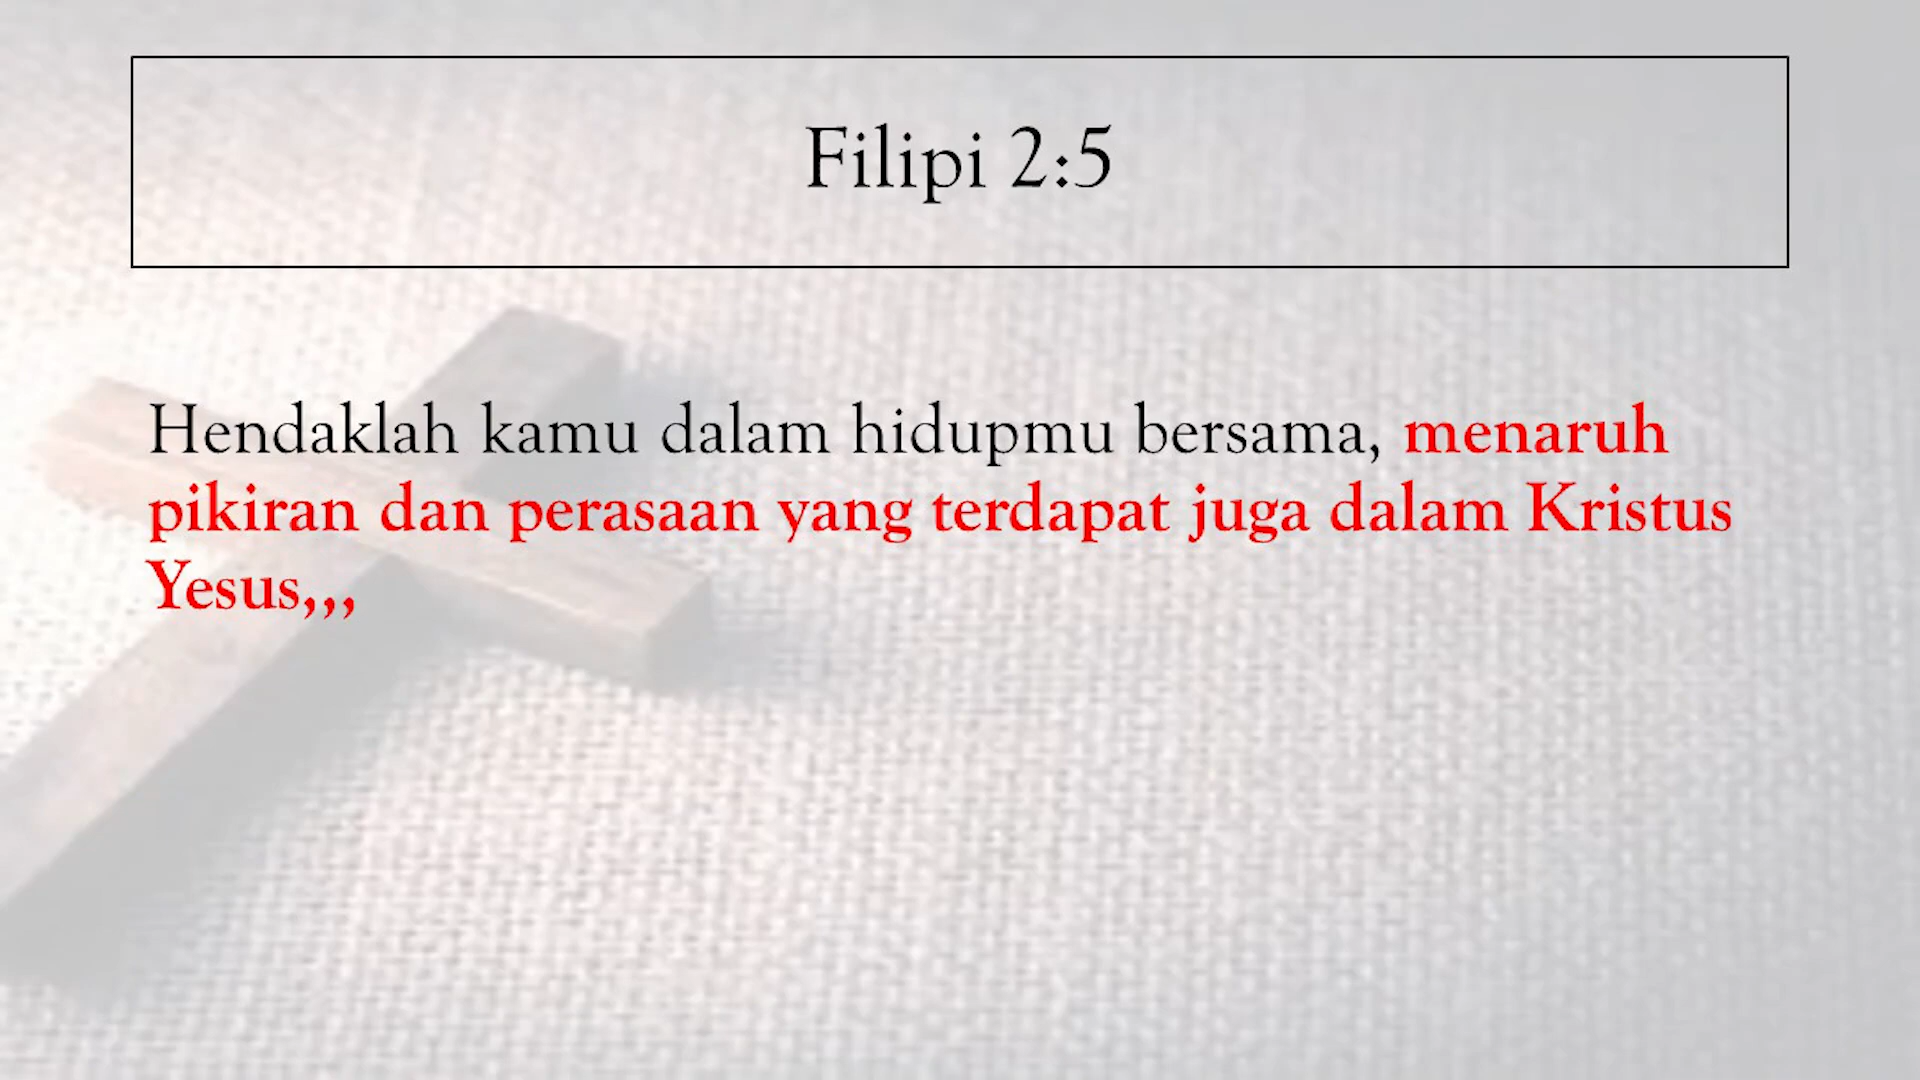 Filipi 2:5
Hendaklah kamu dalam hidupmu bersama, menaruh
pikiran dan perasaan yang terdapat juga dalam Kristus
Yesus,,,